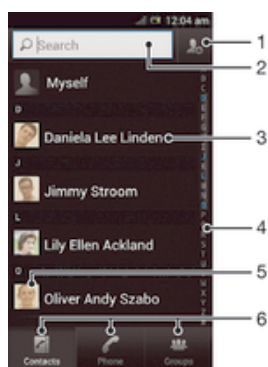 12:04 am
Search
1
2
Myself
D
Daniela Lee Linden
3
J
Jimmy Stroom
L
Lily Ellen Ackland
4
O
5
Oliver Andy Szabo
6
Contacts
Phone
Groups